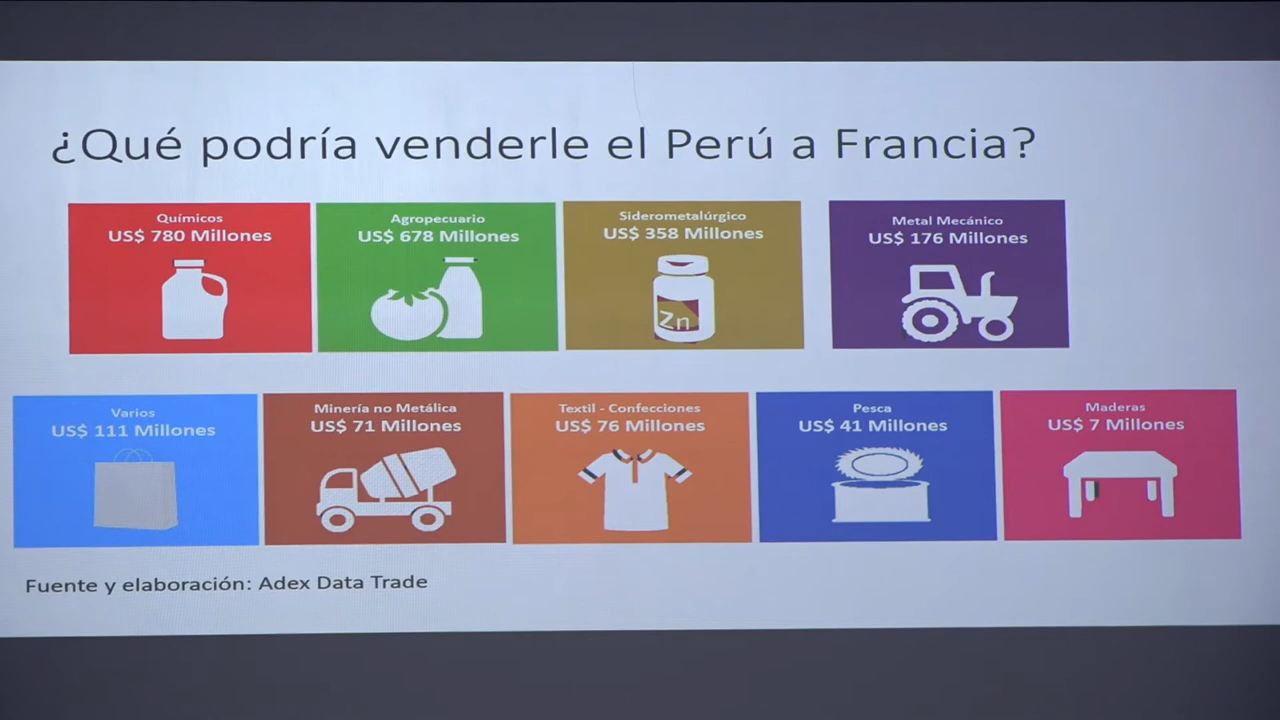 ¿Qué podría venderle el Perú a Francia?
Químicos
US$ 780 Millones
Agropecuario
US$ 678 Millones
Siderometalúrgico
US$ 358 Millones
Zn
Metal Mecánico
US$ 176 Millones
Varios
US$ 111 Millones
Minería no Metálica
US$ 71 Millones
Textil - Confecciones
US$ 76 Millones
Pesca
US$ 41 Millones
Maderas
US$ 7 Millones
Fuente y elaboración: Adex Data Trade